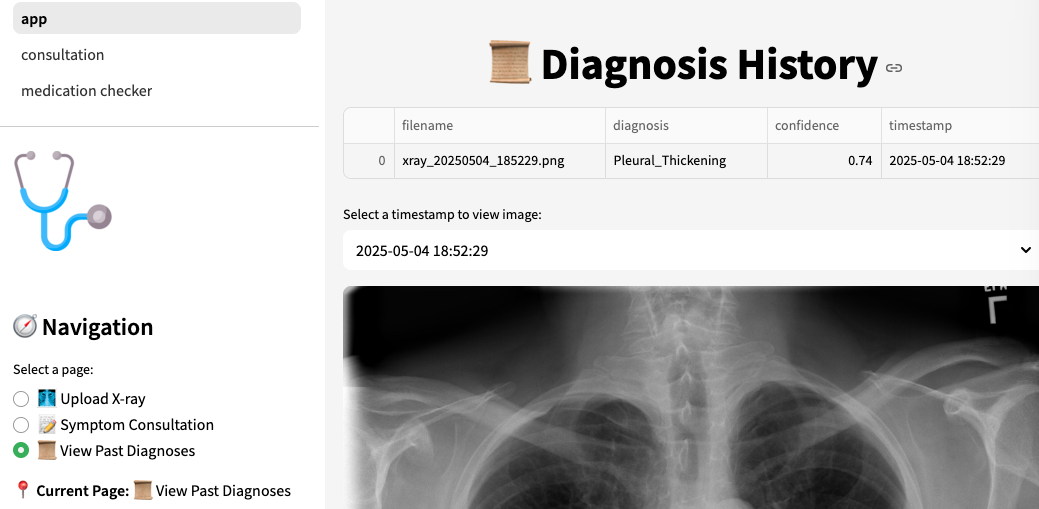 app
consultation
medication checker
Navigation
Select a page:
Upload X-ray
Symptom Consultation
View Past Diagnoses
Current Page: View Past Diagnoses
Diagnosis History
filename diagnosis confidence timestamp
0 xray_20250504_185229.png Pleural_Thickening 0.74 2025-05-04 18:52:29
Select a timestamp to view image:
2025-05-04 18:52:29
L